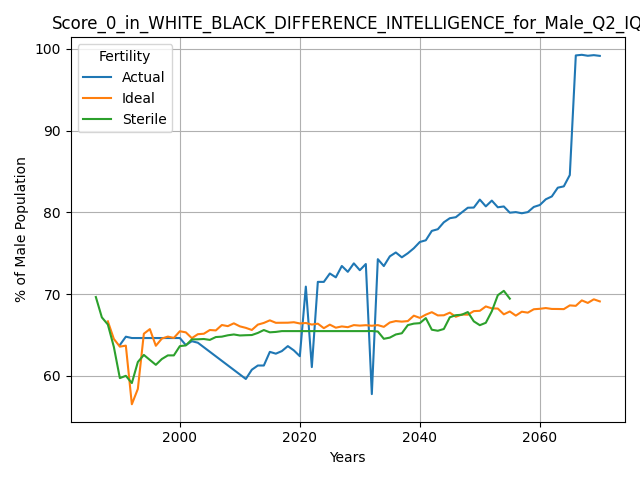 Score_0_in_WHITE_BLACK_DIFFERENCE_INTELLIGENCE_for_Male_Q2_IQ
Fertility
Actual
Ideal
Sterile
100
90
80
70
60
% of Male Population
2000
2020
2040
2060
Years